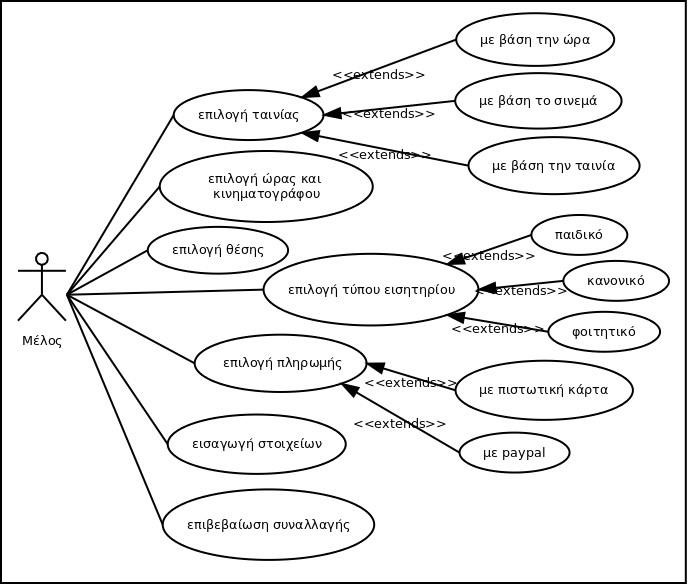 με βάση την ώρα
<<extends>>
επιλογή ταινίας
με βάση το σινεμά
<<extends>>
<<extends>>
με βάση την ταινία
επιλογή ώρας και
κινηματογράφου
επιλογή θέσης
παιδικό
<<extends>>
κανονικό
επιλογή τύπου εισητηρίου
<<extends>>
φοιτητικό
<<extends>>
Μέλος
επιλογή πληρωμής
<<extends>>
με πιστωτική κάρτα
<<extends>>
με paypal
εισαγωγή στοιχείων
επιβεβαίωση συναλλαγής